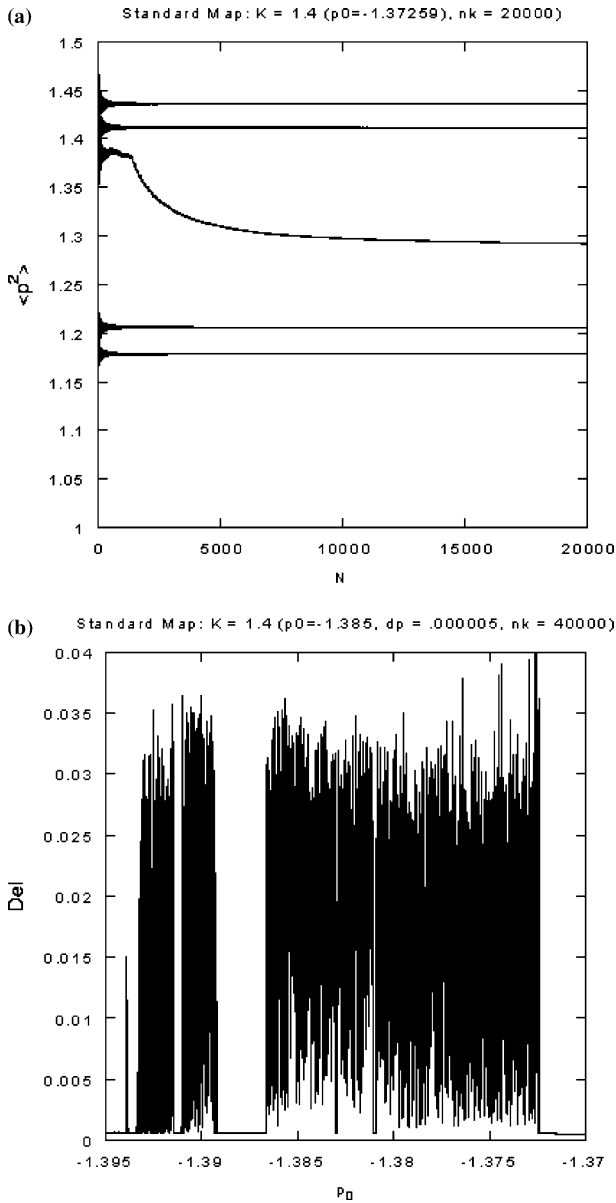 (a) Standard Map: K = 1.4 (p0=-1.37259), nk = 20000)
1.5
1.45
1.4
1.35
1.3
1.25
1.2
1.15
1.1
1.05
1
<p²>
0 5000 10000 15000 20000
N
(b) Standard Map: K = 1.4 (p0=-1.385, dp = .000005, nk = 40000)
0.04
0.035
0.03
0.025
0.02
0.015
0.01
0.005
0
Del
-1.395 -1.39 -1.385 -1.38 -1.375 -1.37
p₀